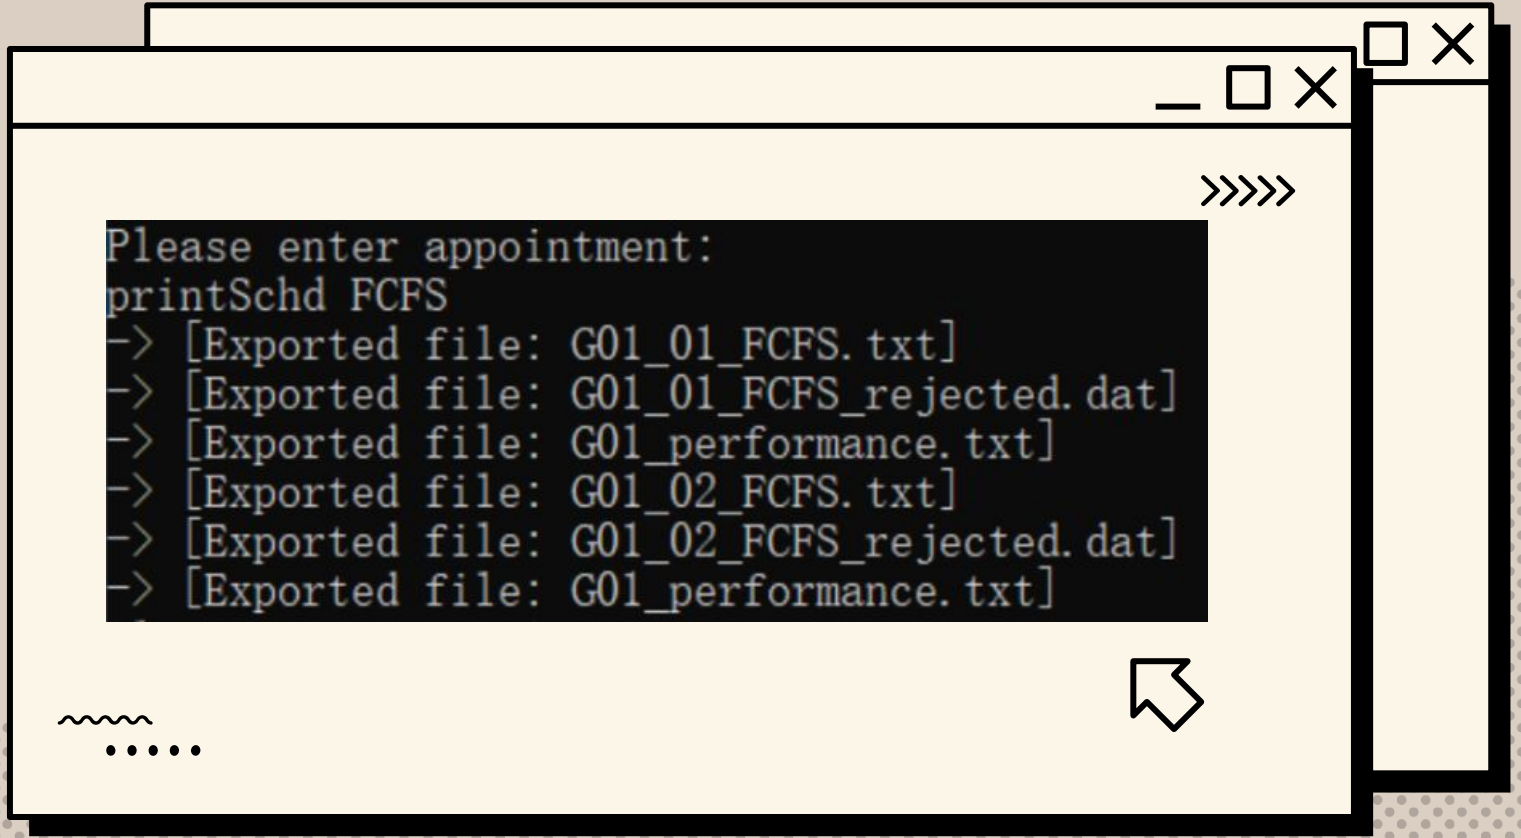 Please enter appointment:
printSchd FCFS
-> [Exported file: G01_01_FCFS.txt]
-> [Exported file: G01_01_FCFS_rejected.dat]
-> [Exported file: G01_performance.txt]
-> [Exported file: G01_02_FCFS.txt]
-> [Exported file: G01_02_FCFS_rejected.dat]
-> [Exported file: G01_performance.txt]